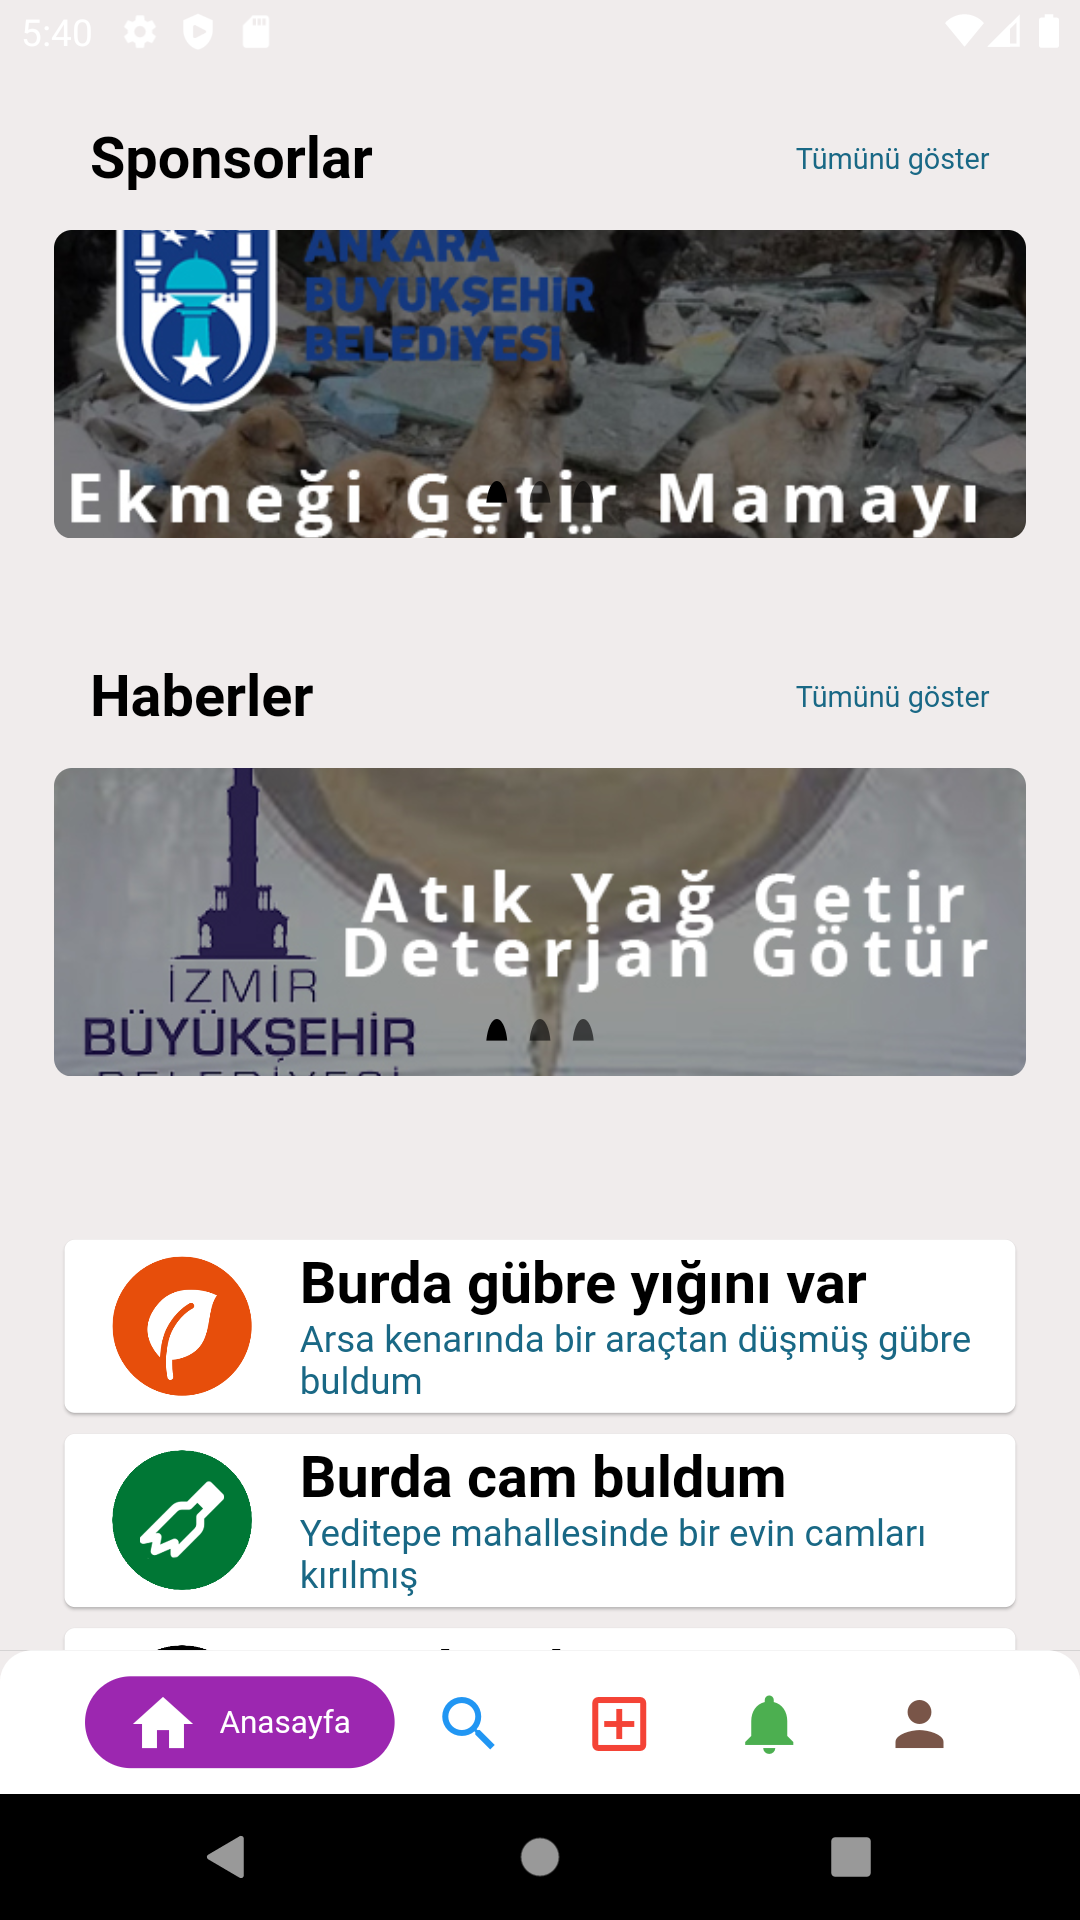 5:40
Sponsorlar
Tümünü göster
ANKARA
BÜYÜKŞEHİR
BELEDİYESİ
Ekmeği Getir Mamayı
Haberler
Tümünü göster
Atık Yağ Getir
Deterjan Götür
İZMİR
BÜYÜKŞEHİR
Burda gübre yığını var
Arsa kenarında bir araçtan düşmüş gübre
buldum
Burda cam buldum
Yeditepe mahallesinde bir evin camları
kırılmış
Anasayfa